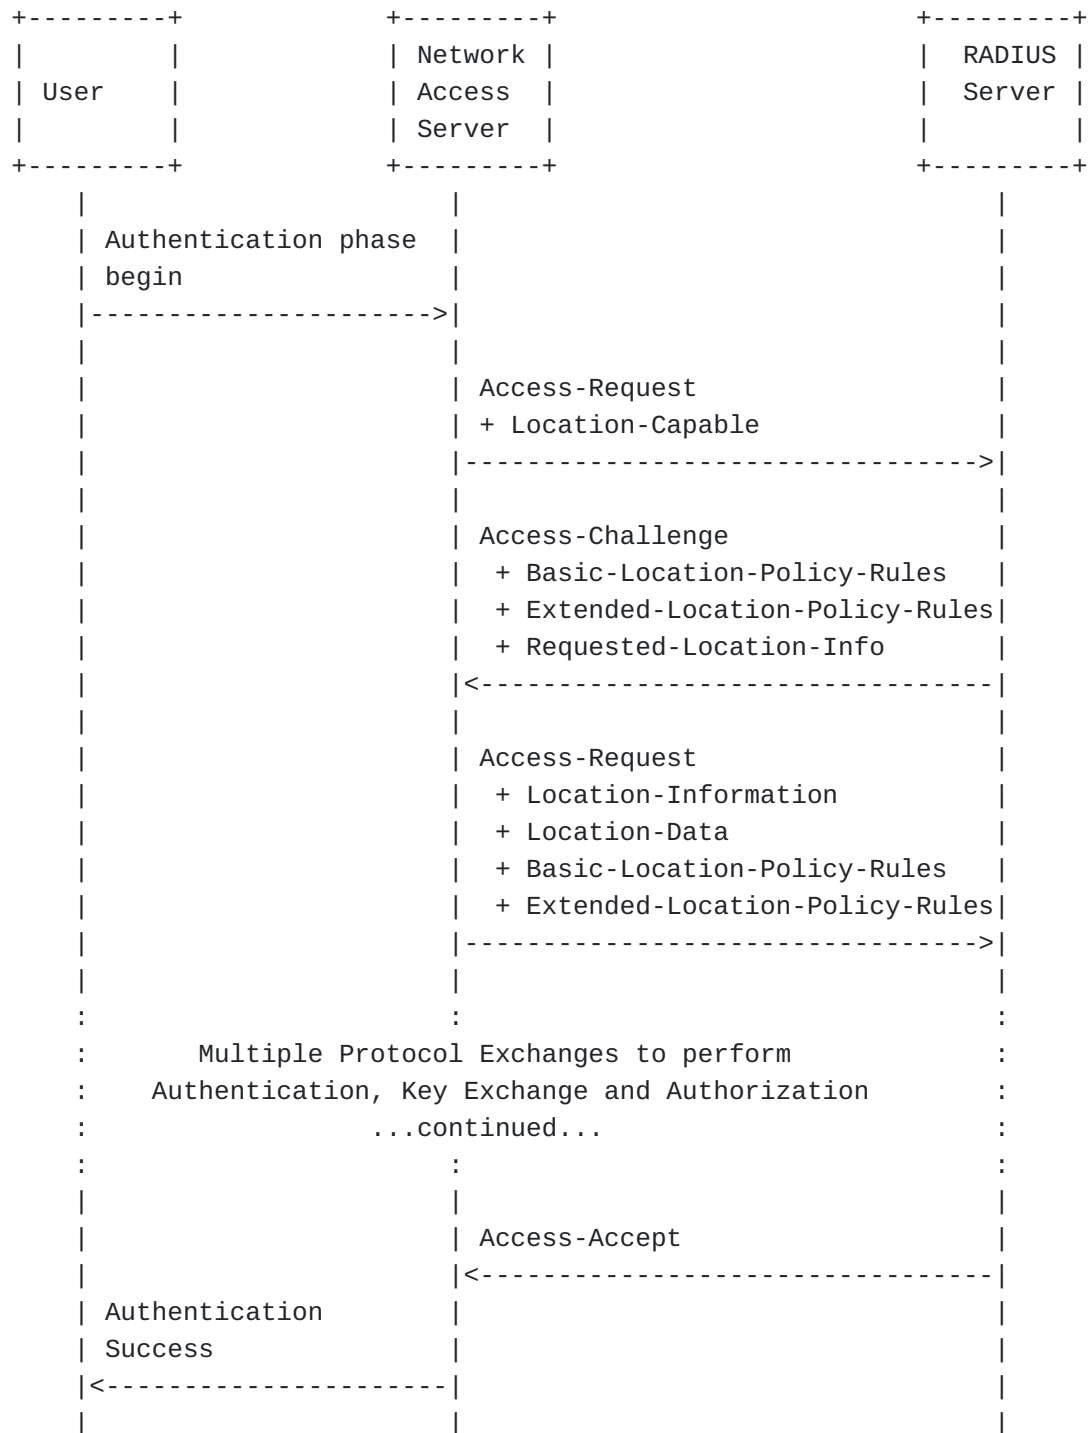 +---------+             +---------+                       +---------+
|         |             | Network |                       |  RADIUS |
| User    |             | Access  |                       |  Server |
|         |             | Server  |                       |         |
+---------+             +---------+                       +---------+
    |                       |                                  |
    | Authentication phase  |                                  |
    | begin                 |                                  |
    |---------------------->|                                  |
    |                       |                                  |
    |                       | Access-Request                   |
    |                       | + Location-Capable               |
    |                       |--------------------------------->|
    |                       |                                  |
    |                       | Access-Challenge                 |
    |                       |  + Basic-Location-Policy-Rules   |
    |                       |  + Extended-Location-Policy-Rules|
    |                       |  + Requested-Location-Info       |
    |                       |<---------------------------------|
    |                       |                                  |
    |                       | Access-Request                   |
    |                       |  + Location-Information          |
    |                       |  + Location-Data                 |
    |                       |  + Basic-Location-Policy-Rules   |
    |                       |  + Extended-Location-Policy-Rules|
    |                       |--------------------------------->|
    |                       |                                  |
    :                       :                                  :
    :       Multiple Protocol Exchanges to perform             :
    :    Authentication, Key Exchange and Authorization        :
    :                  ...continued...                         :
    :                       :                                  :
    |                       |                                  |
    |                       | Access-Accept                    |
    |                       |<---------------------------------|
    | Authentication        |                                  |
    | Success               |                                  |
    |<----------------------|                                  |
    |                       |                                  |